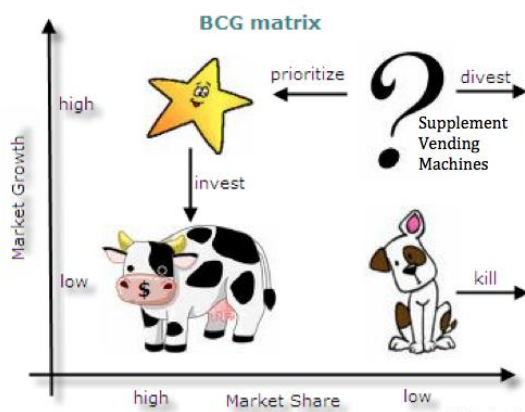 BCG matrix
prioritize
divest
high
Supplement
Vending
Machines
invest
Market Growth
low
$
kill
high
Market Share
low